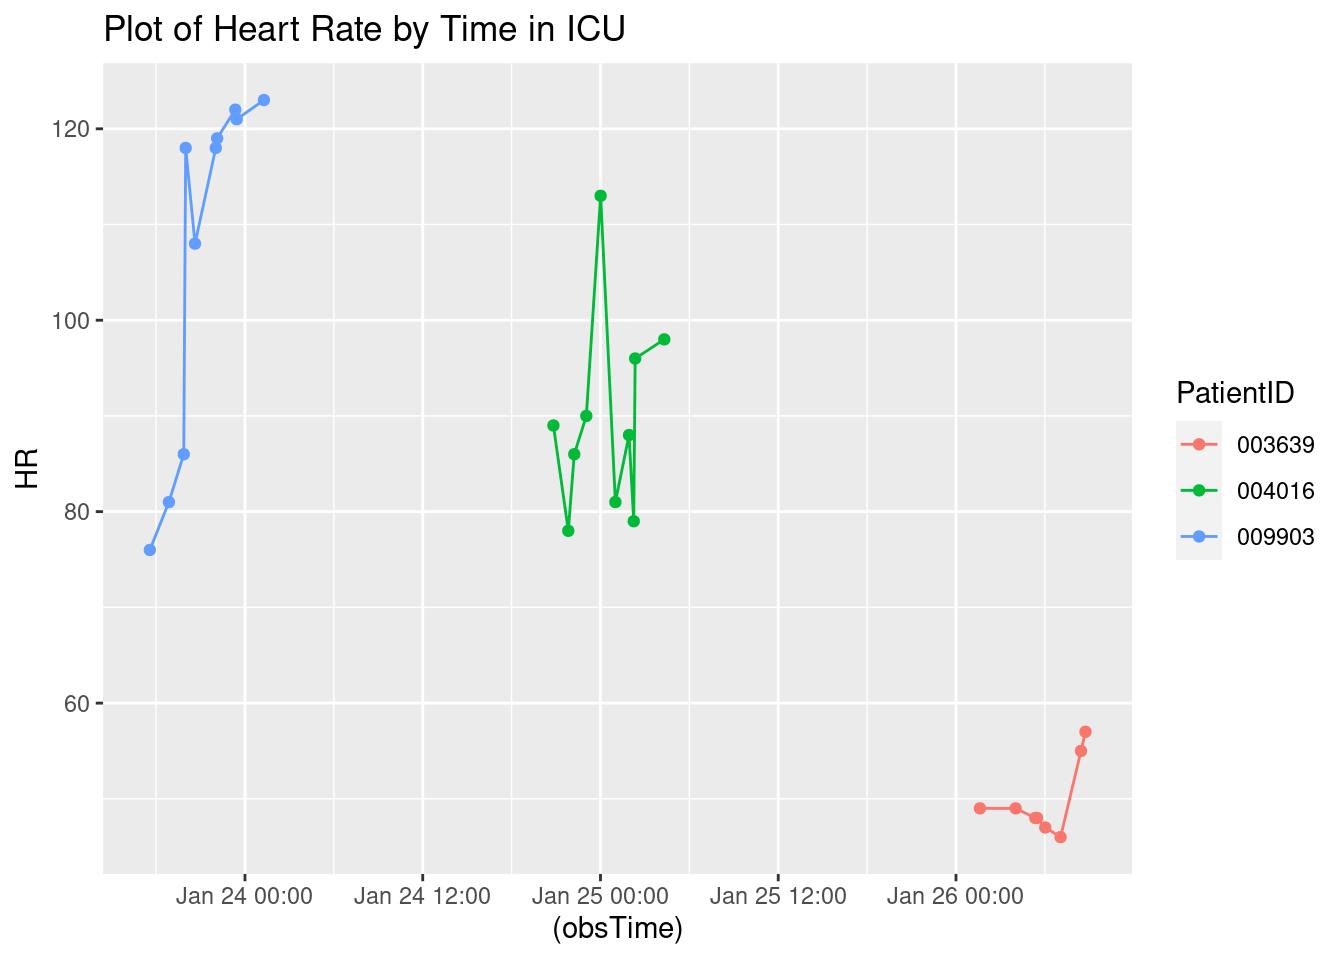 Plot of Heart Rate by Time in ICU
120
100
80
60
HR
Jan 24 00:00 Jan 24 12:00 Jan 25 00:00 Jan 25 12:00 Jan 26 00:00
(obsTime)
PatientID
003639
004016
009903